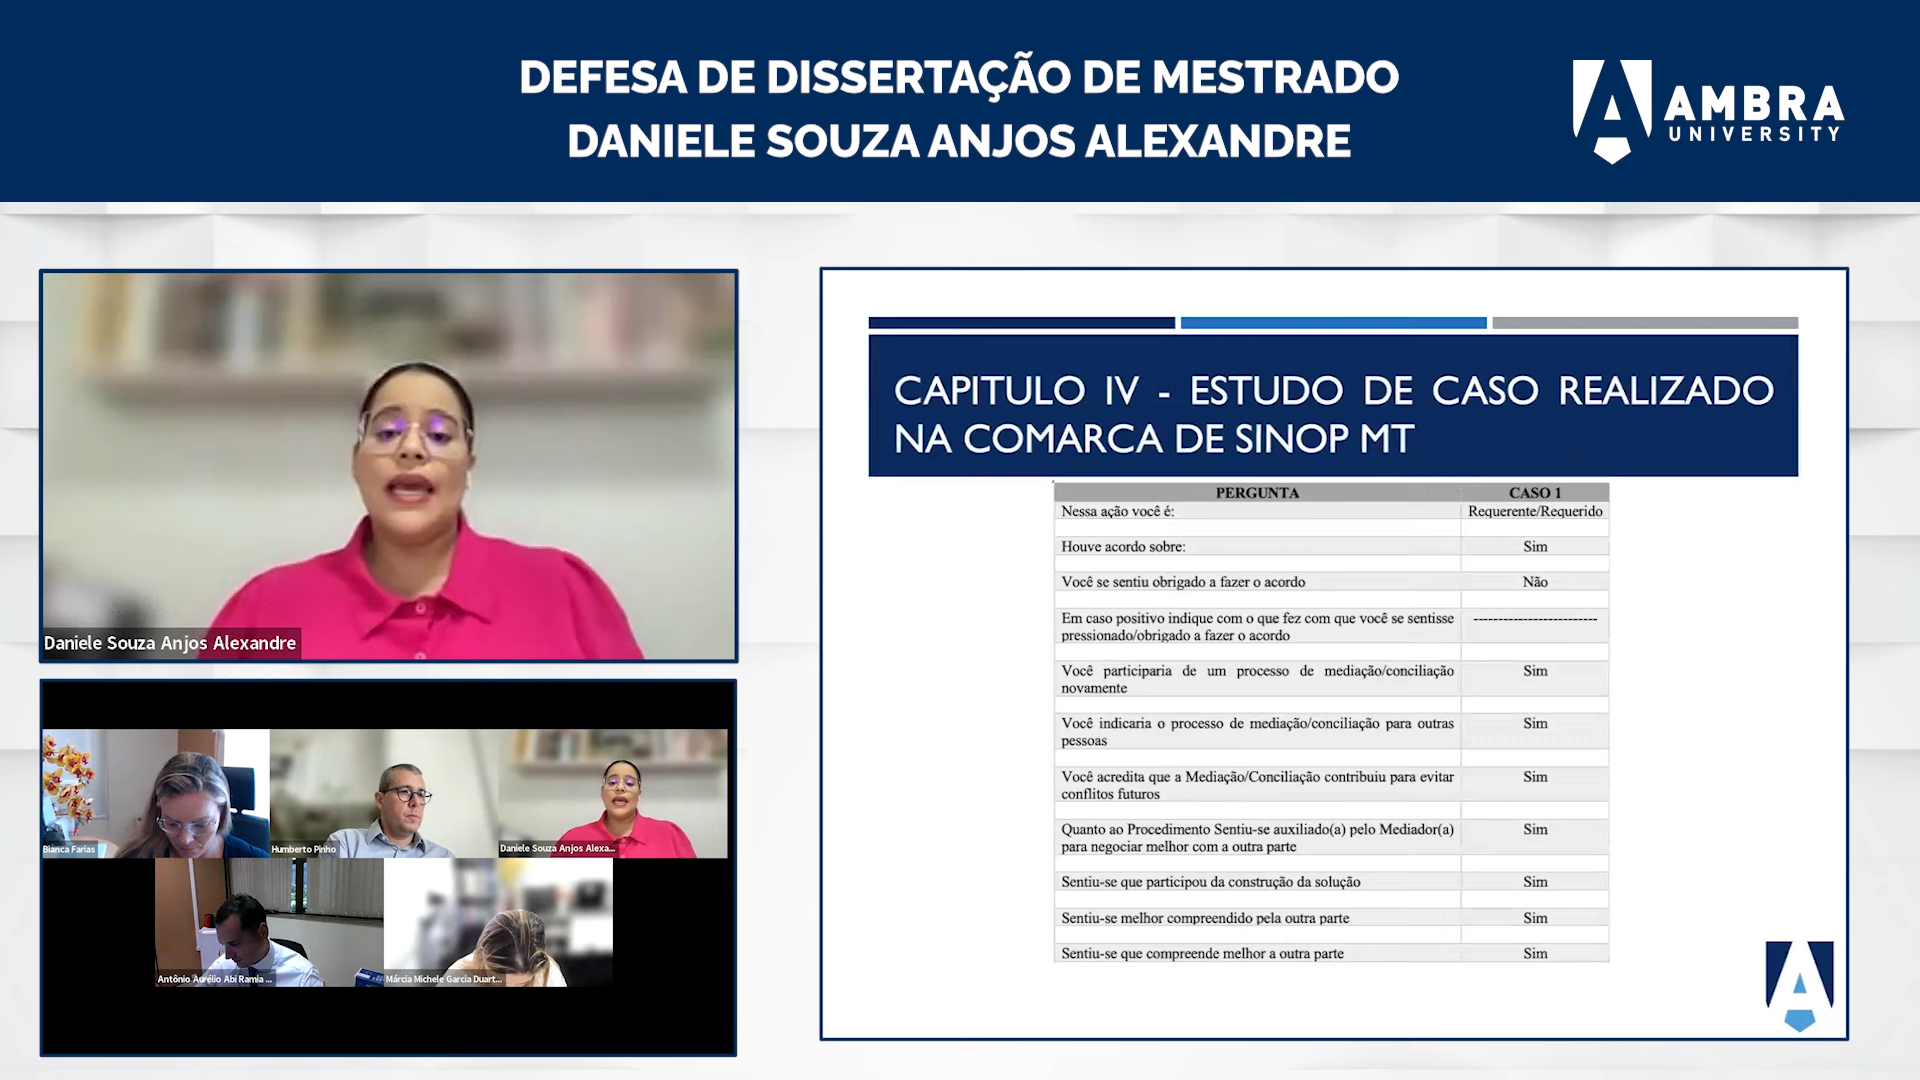 DEFESA DE DISSERTAÇÃO DE MESTRADO
DANIELE SOUZA ANJOS ALEXANDRE
AMBRA
UNIVERSITY
Daniele Souza Anjos Alexandre
Bianca Farias
Humberto Pinho
Daniele Souza Anjos Alexa...
Antônio Aurélio Abi Ramia ...
Márcia Michele Garcia Duart...
CAPITULO IV - ESTUDO DE CASO REALIZADO
NA COMARCA DE SINOP MT
PERGUNTA CASO 1
Nessa ação você é: Requerente/Requerido
Houve acordo sobre: Sim
Você se sentiu obrigado a fazer o acordo Não
Em caso positivo indique com o que fez com que você se sentisse -------------------------
pressionado/obrigado a fazer o acordo
Você participaria de um processo de mediação/conciliação Sim
novamente
Você indicaria o processo de mediação/conciliação para outras Sim
pessoas
Você acredita que a Mediação/Conciliação contribuiu para evitar Sim
conflitos futuros
Quanto ao Procedimento Sentiu-se auxiliado(a) pelo Mediador(a) Sim
para negociar melhor com a outra parte
Sentiu-se que participou da construção da solução Sim
Sentiu-se melhor compreendido pela outra parte Sim
Sentiu-se que compreende melhor a outra parte Sim